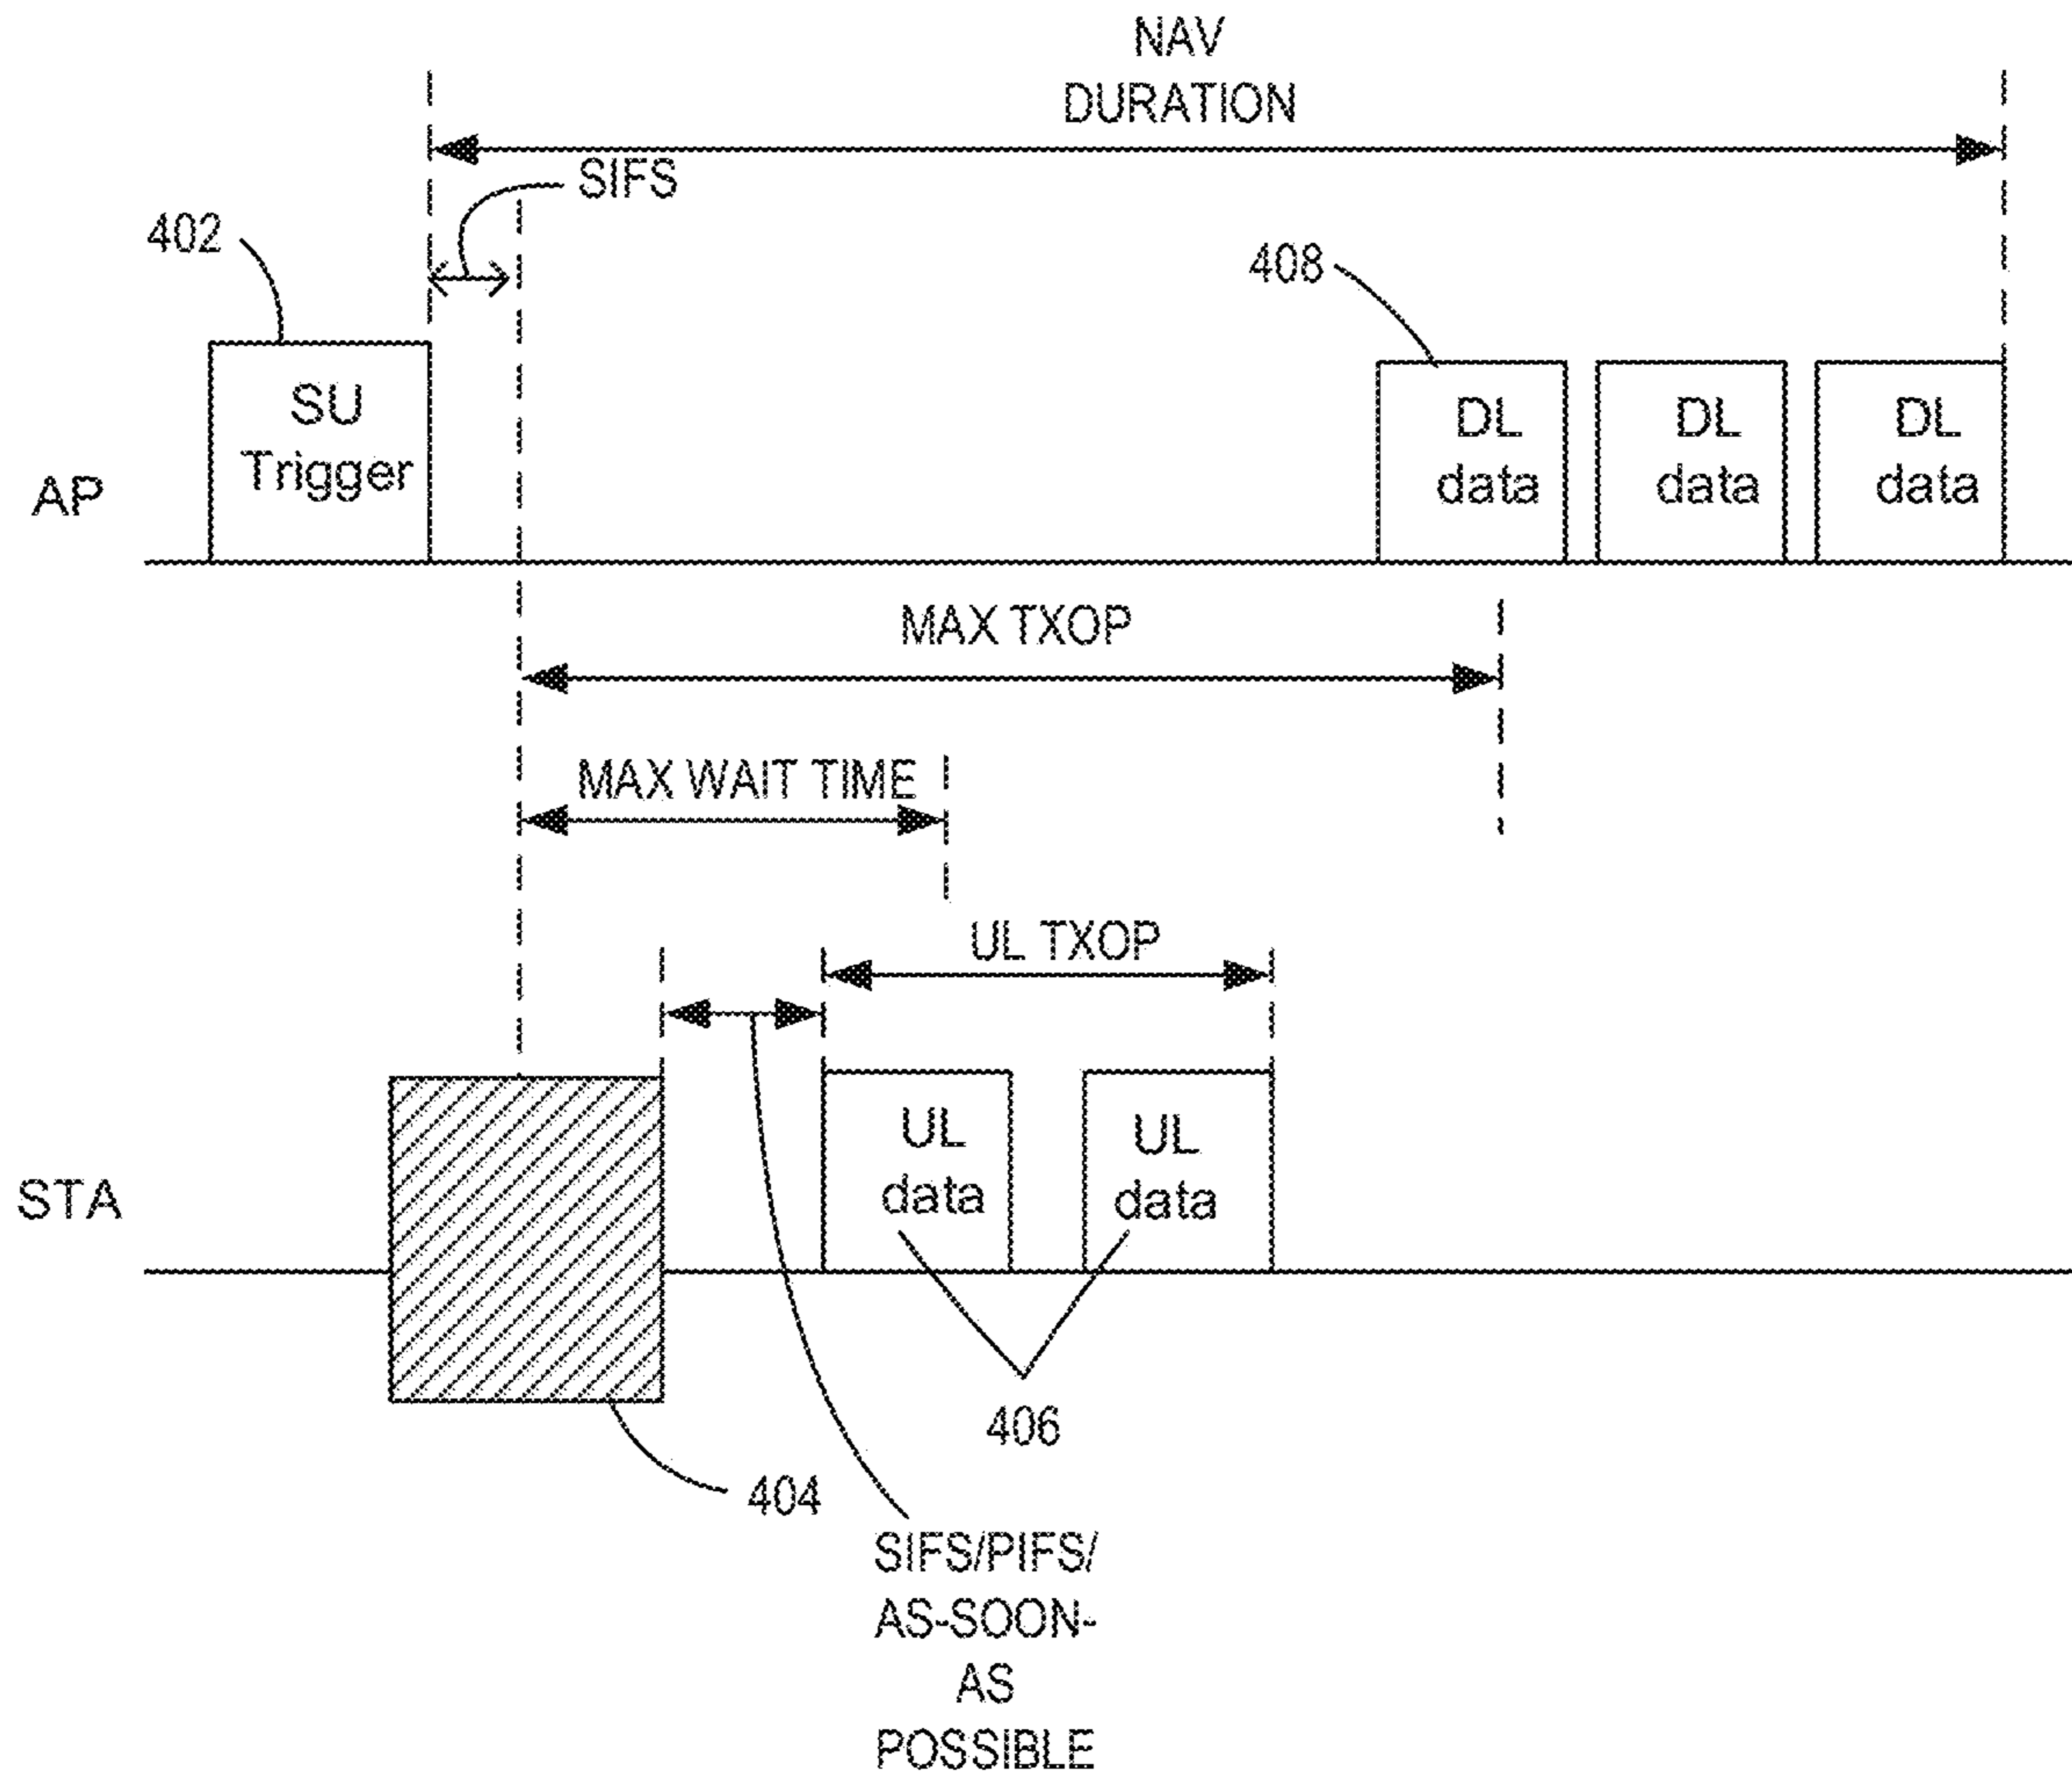 NAV
DURATION
SIFS
402
408
SU
Trigger
DL
data
DL
data
DL
data
AP
MAX TXOP
MAX WAIT TIME
UL TXOP
UL
data
UL
data
STA
406
404
SIFS/PIFS/
AS-SOON-
AS
POSSIBLE